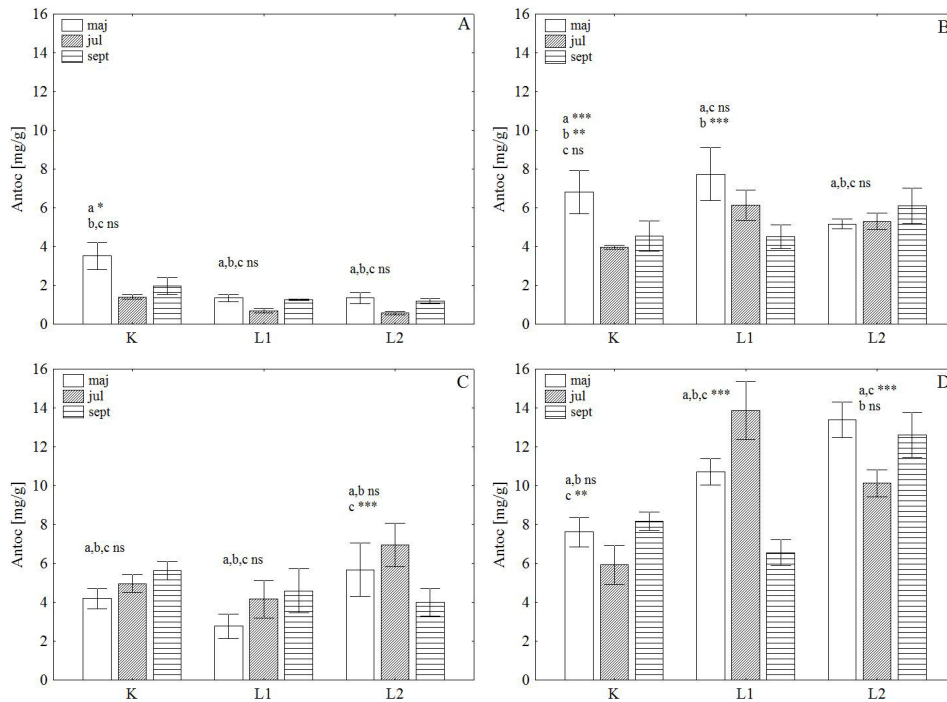 A
16
14
12
10
8
6
4
2
0
Antoc [mg/g]
maj
jul
sept
a *
b,c ns
a,b,c ns
a,b,c ns
K L1 L2
B
16
14
12
10
8
6
4
2
0
Antoc [mg/g]
maj
jul
sept
a ***
b **
c ns
a,c ns
b ***
a,b,c ns
K L1 L2
C
16
14
12
10
8
6
4
2
0
Antoc [mg/g]
maj
jul
sept
a,b,c ns
a,b,c ns
a,b ns
c ***
K L1 L2
D
16
14
12
10
8
6
4
2
0
Antoc [mg/g]
maj
jul
sept
a,b ns
c **
a,b,c ***
a,c ***
b ns
K L1 L2